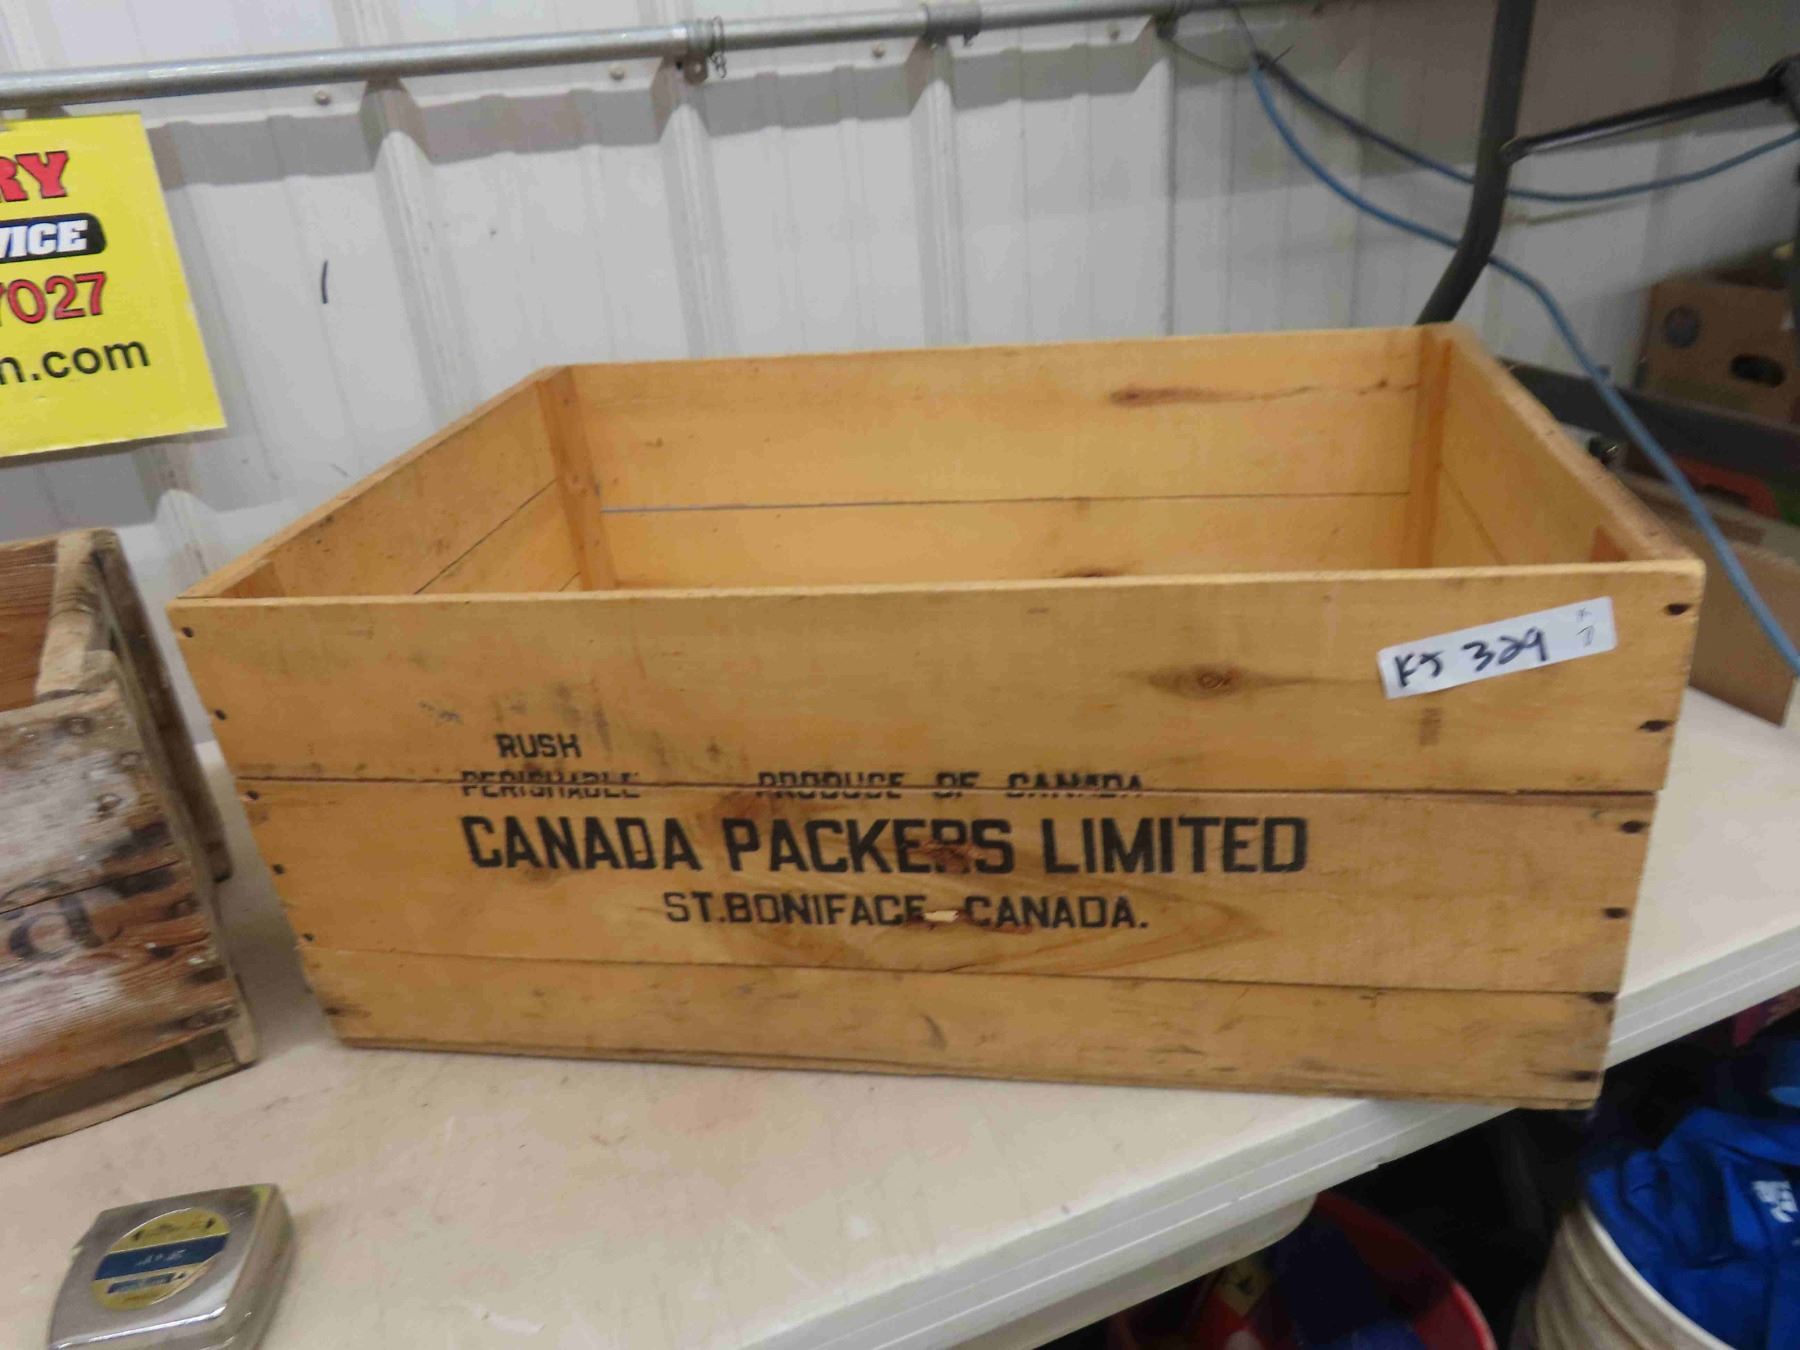 RY
VICE
7027
n.com
KJ 329
RUSH
PERISHABLE PRODUCE OF CANADA
CANADA PACKERS LIMITED
ST.BONIFACE, CANADA.